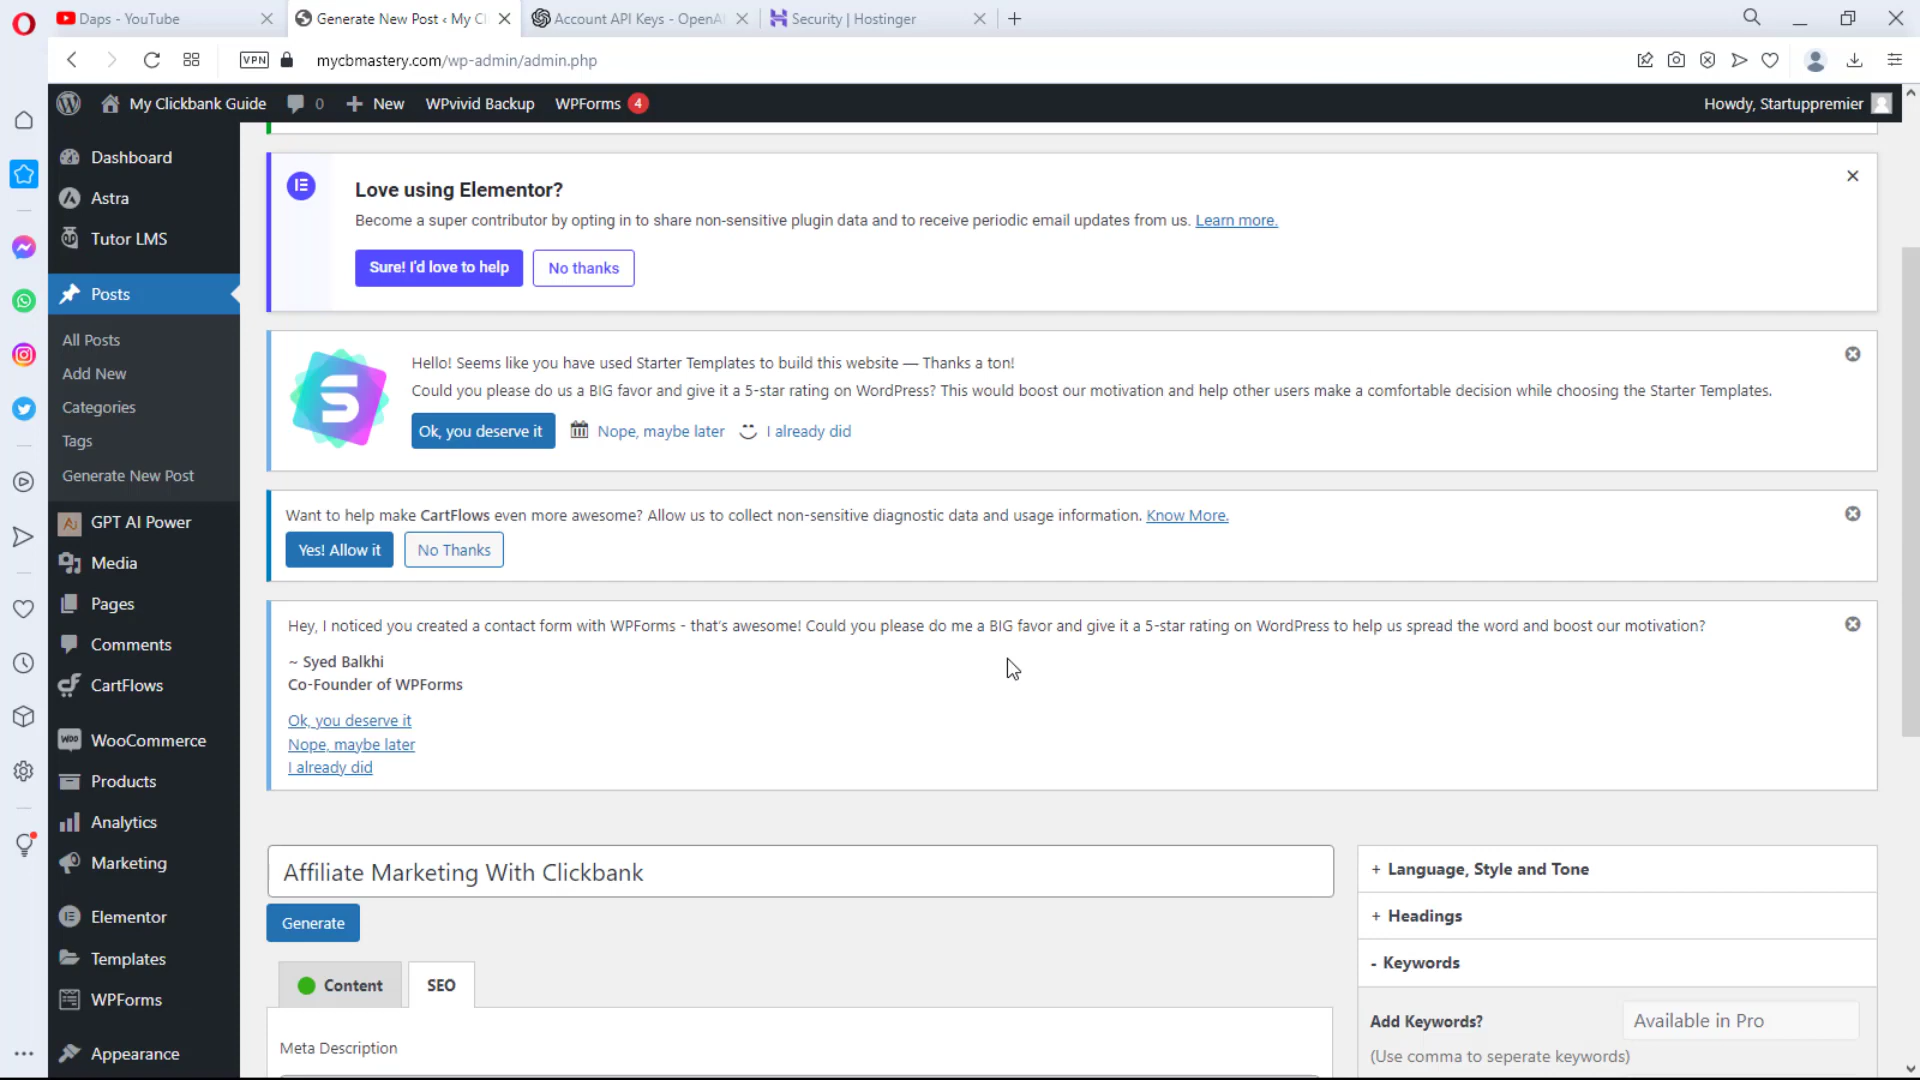 Daps - YouTube
Generate New Post ‹ My Cl
Account API Keys - OpenAI
Security | Hostinger
VPN
mycbmastery.com/wp-admin/admin.php
My Clickbank Guide
0
New
WPvivid Backup
WPForms 4
Howdy, Startuppremier
Dashboard
Astra
Tutor LMS
Posts
All Posts
Add New
Categories
Tags
Generate New Post
GPT AI Power
Media
Pages
Comments
CartFlows
WooCommerce
Products
Analytics
Marketing
Elementor
Templates
WPForms
Appearance
Love using Elementor?
Become a super contributor by opting in to share non-sensitive plugin data and to receive periodic email updates from us. Learn more.
Sure! I'd love to help
No thanks
Hello! Seems like you have used Starter Templates to build this website — Thanks a ton!
Could you please do us a BIG favor and give it a 5-star rating on WordPress? This would boost our motivation and help other users make a comfortable decision while choosing the Starter Templates.
Ok, you deserve it
Nope, maybe later
I already did
Want to help make CartFlows even more awesome? Allow us to collect non-sensitive diagnostic data and usage information. Know More.
Yes! Allow it
No Thanks
Hey, I noticed you created a contact form with WPForms - that's awesome! Could you please do me a BIG favor and give it a 5-star rating on WordPress to help us spread the word and boost our motivation?
~ Syed Balkhi
Co-Founder of WPForms
Ok, you deserve it
Nope, maybe later
I already did
Affiliate Marketing With Clickbank
Generate
Content
SEO
Meta Description
+ Language, Style and Tone
+ Headings
- Keywords
Add Keywords?
Available in Pro
(Use comma to seperate keywords)